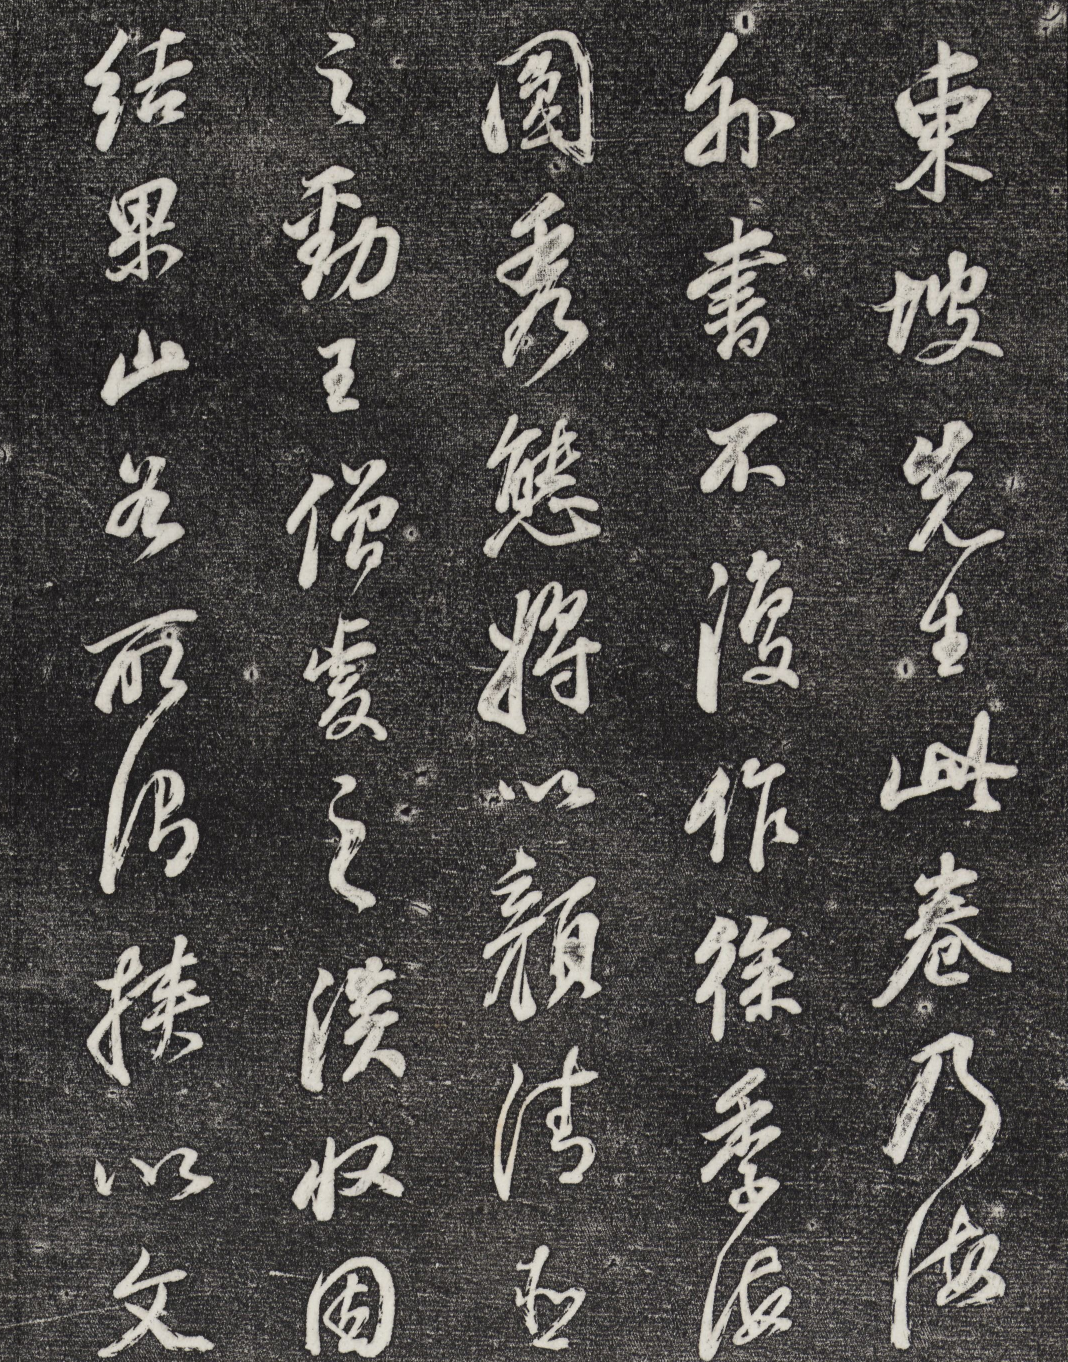 東坡先生此卷乃海
外書不復作徐季海
圓秀態將以顏清臣
之勁王僧虔之淡收因
結果山谷所謂挾以文